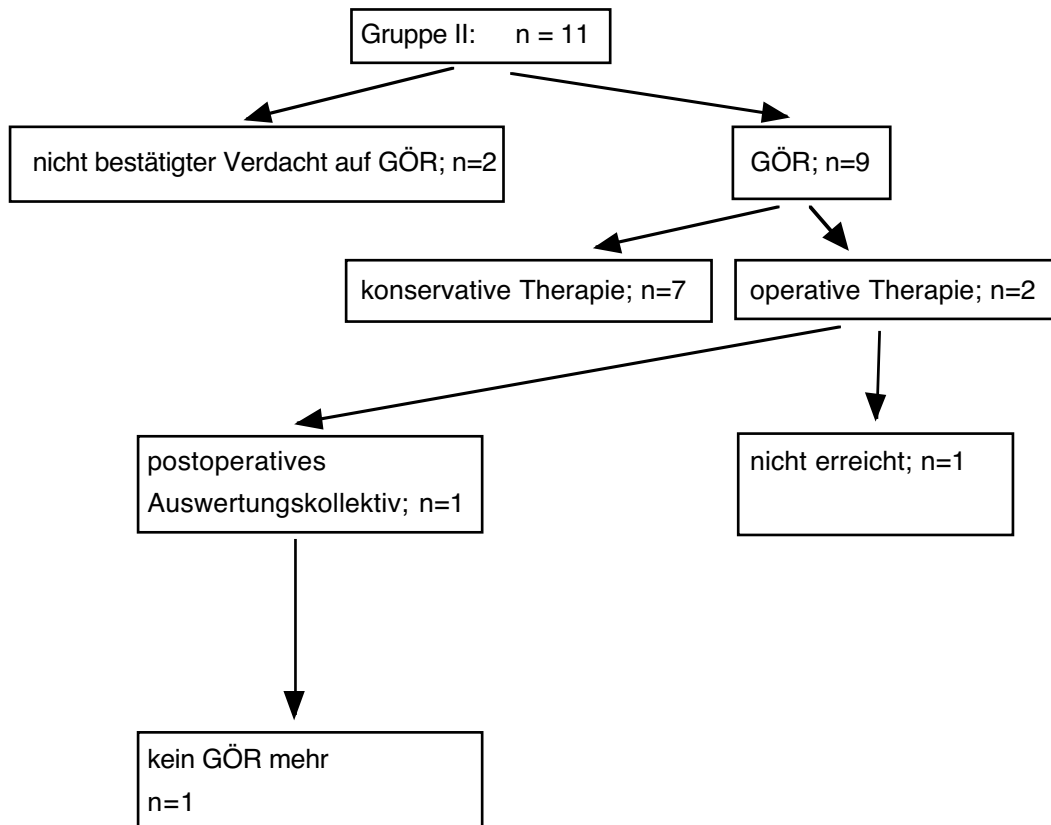 Gruppe II: n = 11
nicht bestätigter Verdacht auf GÖR; n=2
GÖR; n=9
konservative Therapie; n=7
operative Therapie; n=2
postoperatives
Auswertungskollektiv; n=1
nicht erreicht; n=1
kein GÖR mehr
n=1